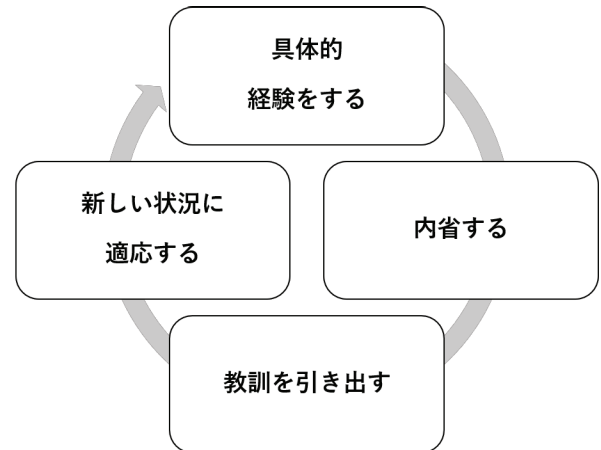 具体的
経験をする
内省する
教訓を引き出す
新しい状況に
適応する